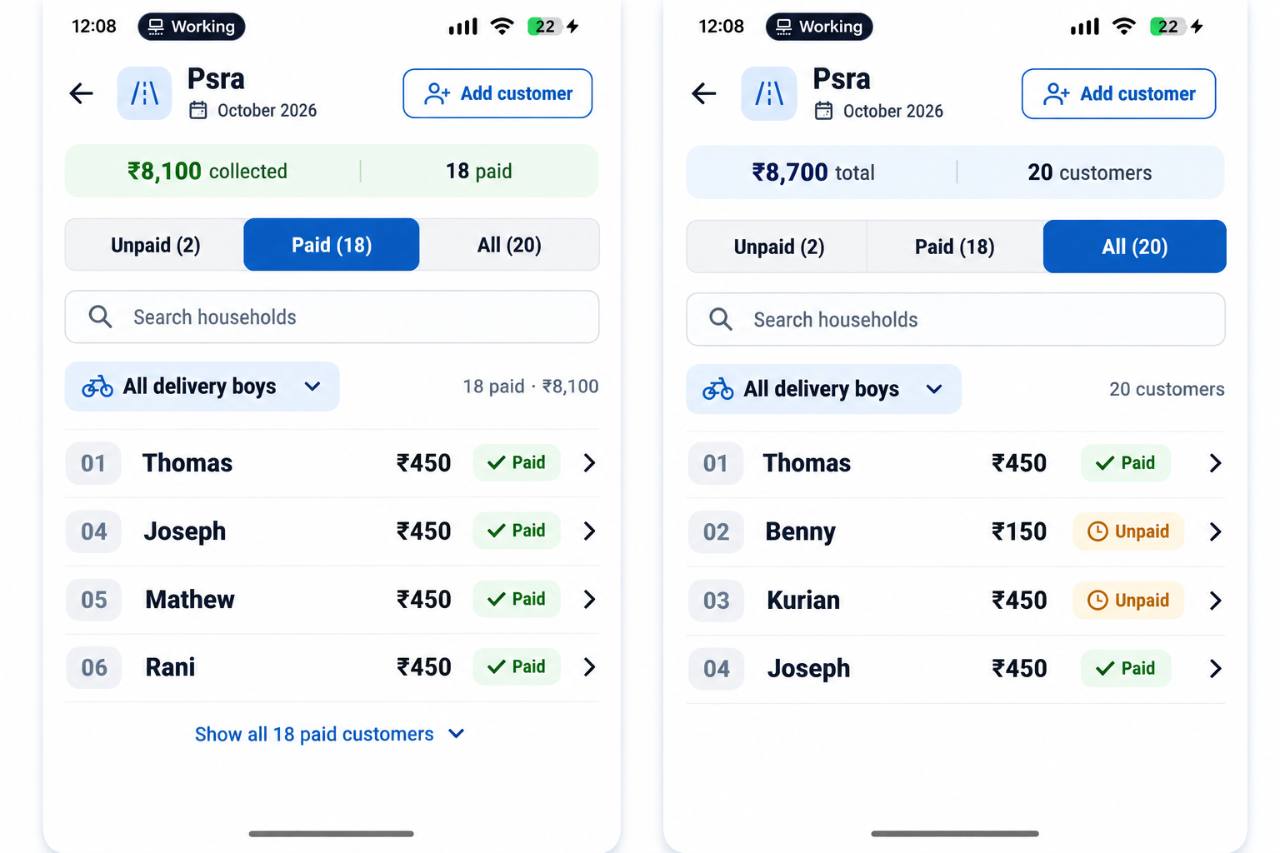 12:08 Working 22
Psra
October 2026
Add customer
₹8,100 collected 18 paid
Unpaid (2) Paid (18) All (20)
Search households
All delivery boys 18 paid · ₹8,100
01 Thomas ₹450 Paid
04 Joseph ₹450 Paid
05 Mathew ₹450 Paid
06 Rani ₹450 Paid
Show all 18 paid customers
12:08 Working 22
Psra
October 2026
Add customer
₹8,700 total 20 customers
Unpaid (2) Paid (18) All (20)
Search households
All delivery boys 20 customers
01 Thomas ₹450 Paid
02 Benny ₹150 Unpaid
03 Kurian ₹450 Unpaid
04 Joseph ₹450 Paid